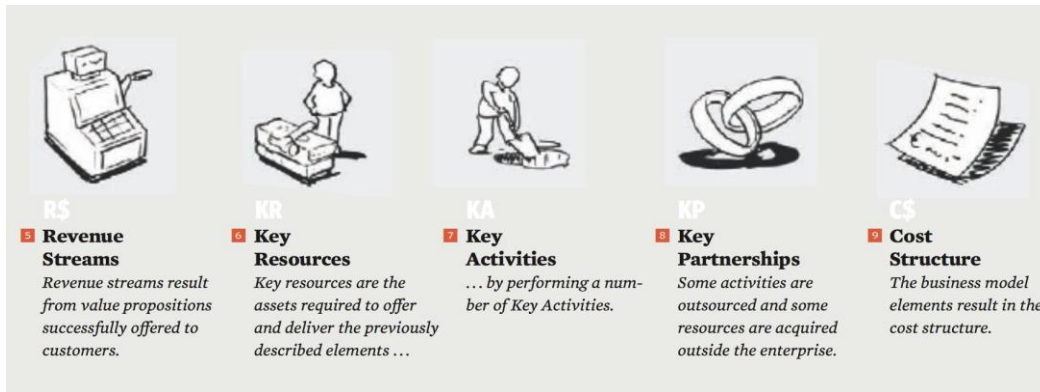 R$
5 Revenue
Streams
Revenue streams result
from value propositions
successfully offered to
customers.
KR
6 Key
Resources
Key resources are the
assets required to offer
and deliver the previously
described elements ...
KA
7 Key
Activities
... by performing a num-
ber of Key Activities.
KP
8 Key
Partnerships
Some activities are
outsourced and some
resources are acquired
outside the enterprise.
C$
9 Cost
Structure
The business model
elements result in the
cost structure.